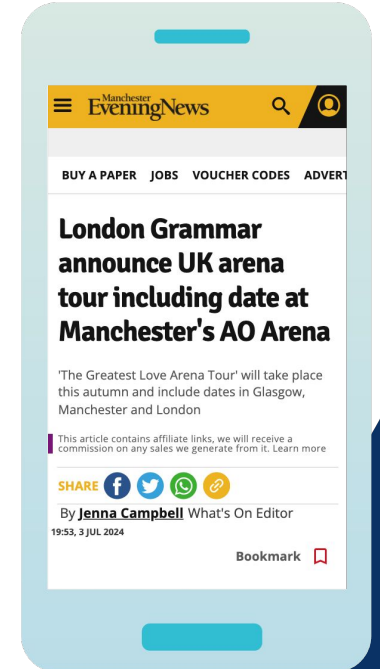 Manchester
EveningNews
BUY A PAPER JOBS VOUCHER CODES ADVERT
London Grammar
announce UK arena
tour including date at
Manchester's AO Arena
'The Greatest Love Arena Tour' will take place
this autumn and include dates in Glasgow,
Manchester and London
This article contains affiliate links, we will receive a
commission on any sales we generate from it. Learn more
SHARE
By Jenna Campbell What's On Editor
19:53, 3 JUL 2024
Bookmark